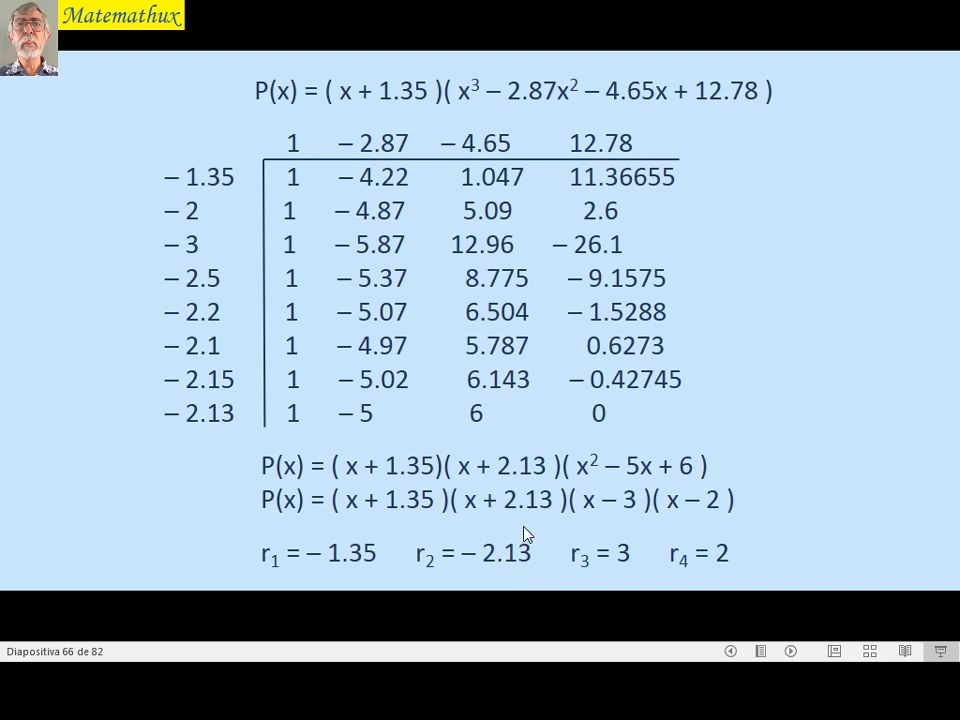 Matemathux
P(x) = ( x + 1.35 )( x³ – 2.87x² – 4.65x + 12.78 )
1 – 2.87 – 4.65 12.78
– 1.35 1 – 4.22 1.047 11.36655
– 2 1 – 4.87 5.09 2.6
– 3 1 – 5.87 12.96 – 26.1
– 2.5 1 – 5.37 8.775 – 9.1575
– 2.2 1 – 5.07 6.504 – 1.5288
– 2.1 1 – 4.97 5.787 0.6273
– 2.15 1 – 5.02 6.143 – 0.42745
– 2.13 1 – 5 6 0
P(x) = ( x + 1.35)( x + 2.13 )( x² – 5x + 6 )
P(x) = ( x + 1.35 )( x + 2.13 )( x – 3 )( x – 2 )
r₁ = – 1.35 r₂ = – 2.13 r₃ = 3 r₄ = 2
Diapositiva 66 de 82